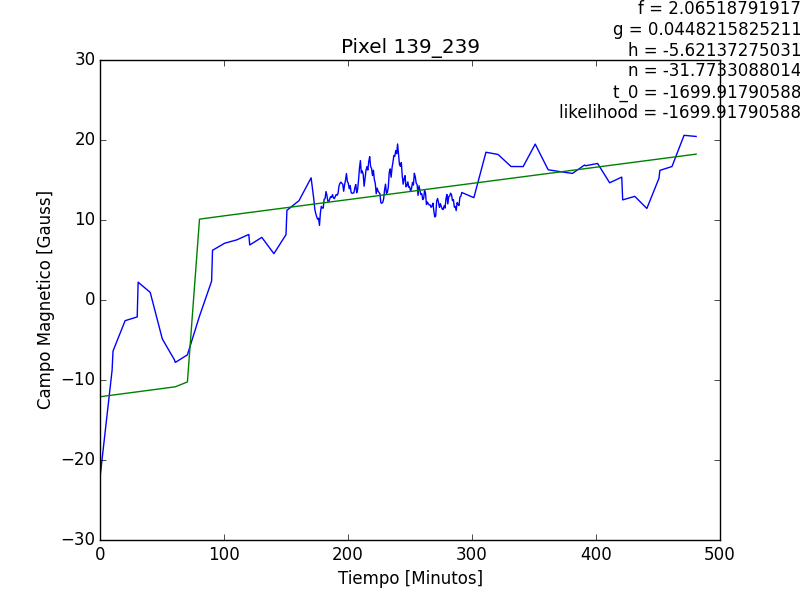 f = 2.06518791917
g = 0.0448215825211
h = -5.62137275031
n = -31.7733088014
t_0 = -1699.91790588
likelihood = -1699.91790588
Pixel 139_239
30
20
10
0
−10
−20
−30
Campo Magnetico [Gauss]
0 100 200 300 400 500
Tiempo [Minutos]